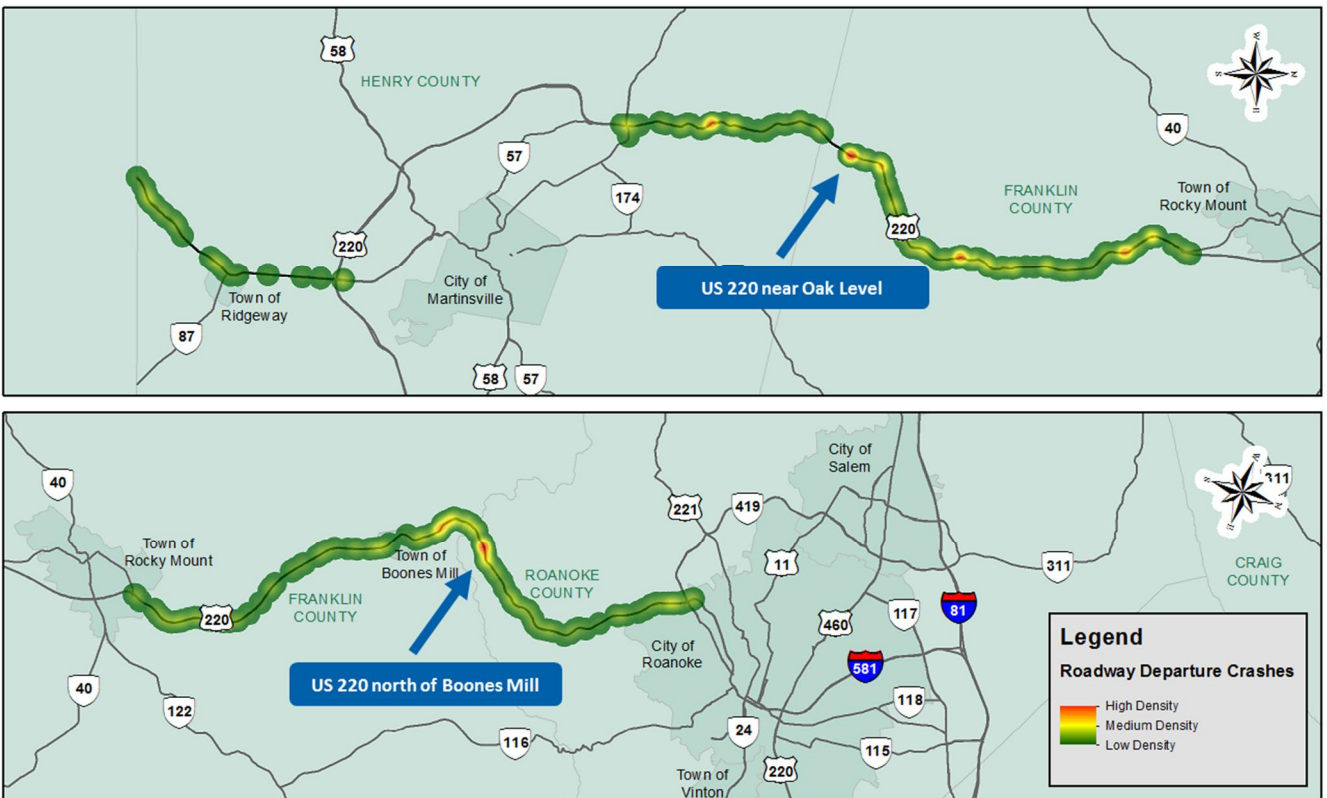 58
HENRY COUNTY
W
S
N
E
40
57
174
FRANKLIN
COUNTY
Town of
Rocky Mount
220
220
US 220 near Oak Level
City of
Martinsville
Town of
Ridgeway
87
58
57
City of
Salem
40
221
419
W
S
N
E
311
Town of
Rocky Mount
Town of
Boones Mill
11
311
ROANOKE
COUNTY
CRAIG
COUNTY
FRANKLIN
COUNTY
220
460
117
81
City of
Roanoke
Legend
Roadway Departure Crashes
High Density
Medium Density
Low Density
US 220 north of Boones Mill
581
40
122
118
116
24
115
220
Town of
Vinton